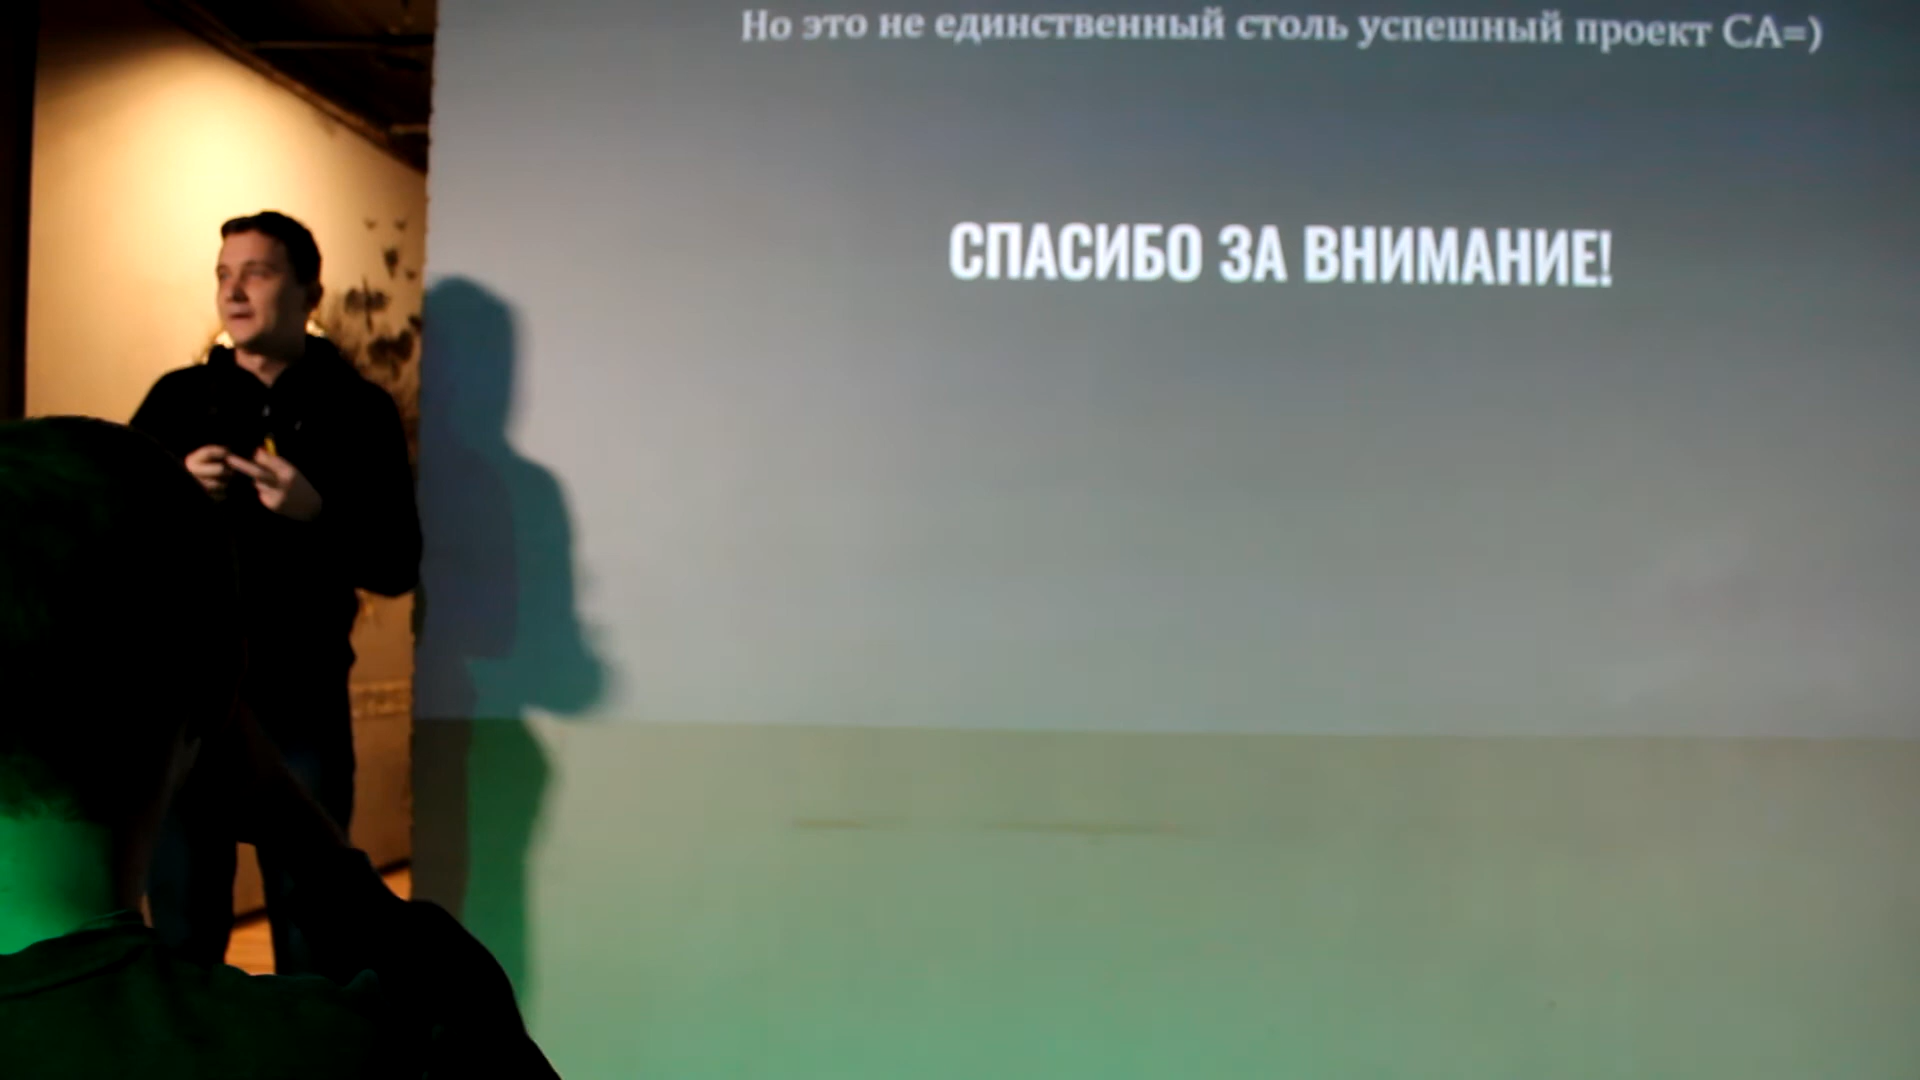 Но это не единственный столь успешный проект СА=)
СПАСИБО ЗА ВНИМАНИЕ!